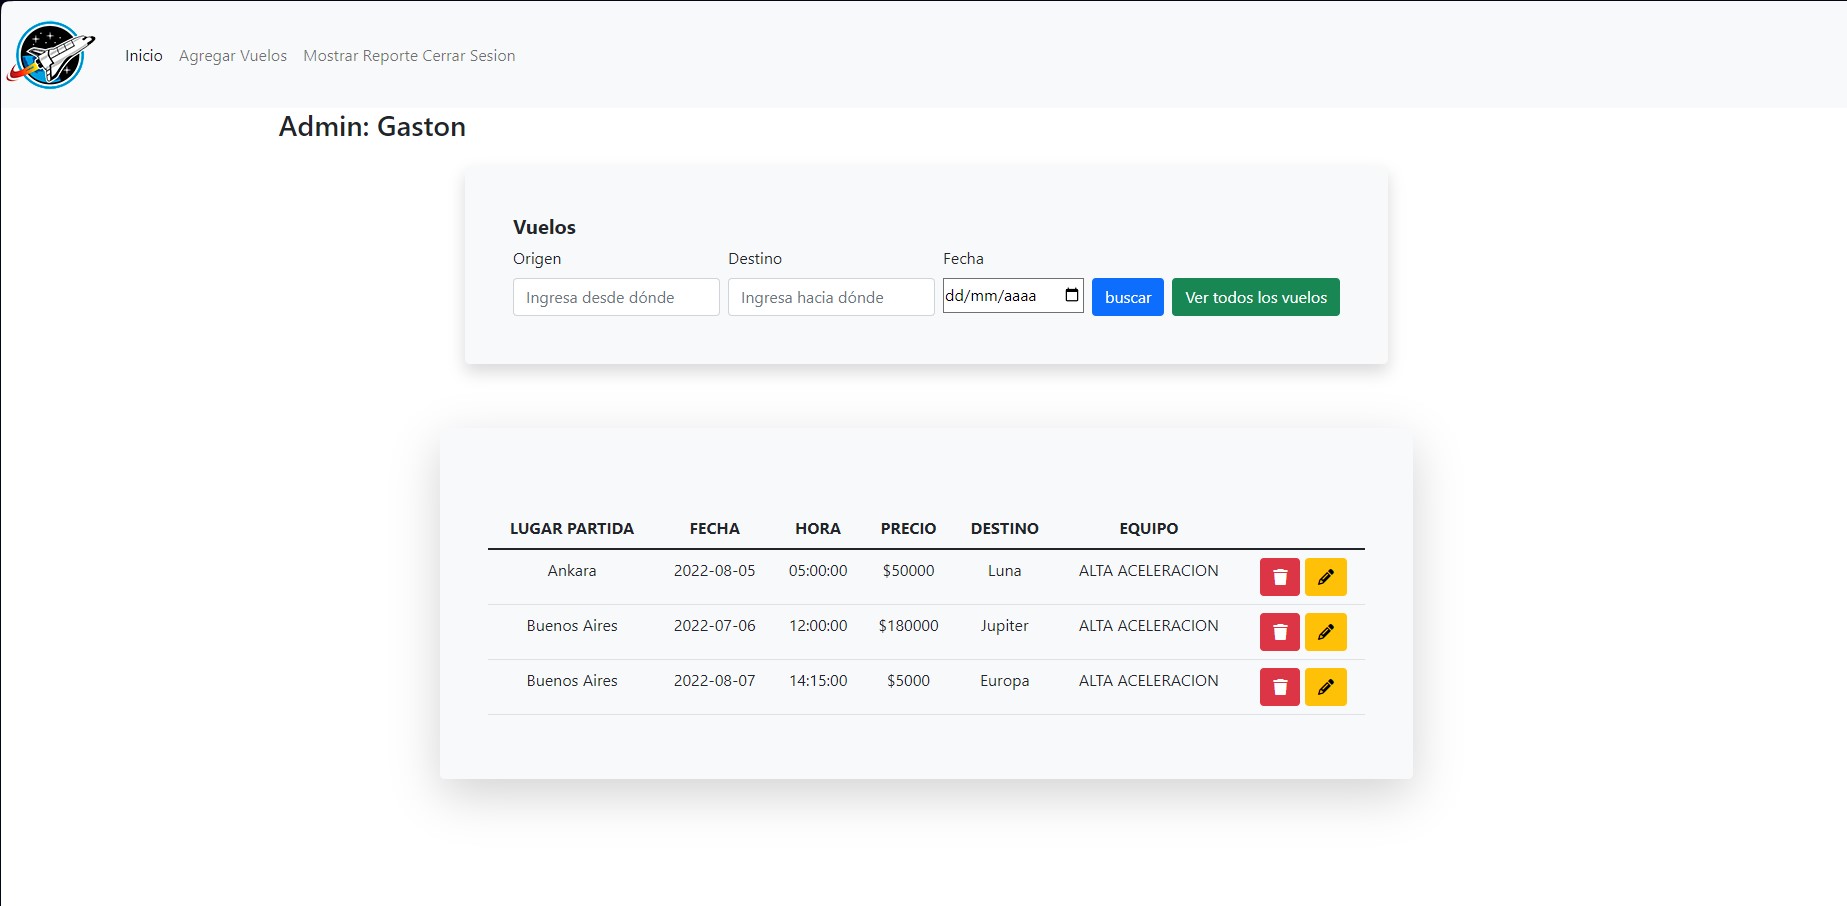 Inicio Agregar Vuelos Mostrar Reporte Cerrar Sesion
Admin: Gaston
Vuelos
Origen Destino Fecha
Ingresa desde dónde Ingresa hacia dónde dd/mm/aaaa buscar Ver todos los vuelos
LUGAR PARTIDA FECHA HORA PRECIO DESTINO EQUIPO
Ankara 2022-08-05 05:00:00 $50000 Luna ALTA ACELERACION
Buenos Aires 2022-07-06 12:00:00 $180000 Jupiter ALTA ACELERACION
Buenos Aires 2022-08-07 14:15:00 $5000 Europa ALTA ACELERACION